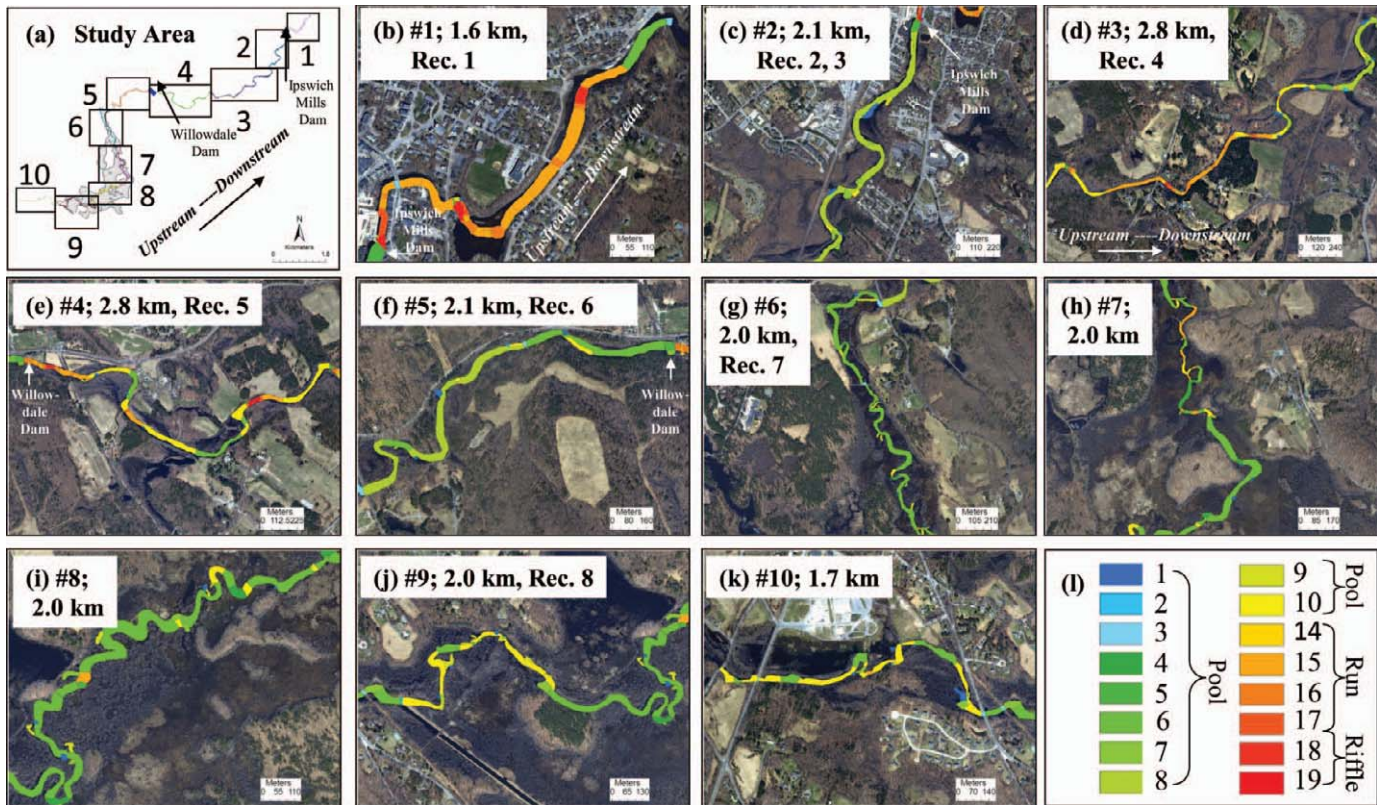 (a) Study Area
1
2
3
4
5
6
7
8
9
10
Ipswich
Mills
Dam
Willowdale
Dam
Upstream ----Downstream
N
Kilometers
0 1.8
(b) #1; 1.6 km,
Rec. 1
Ipswich
Mills
Dam
Upstream ----Downstream
Meters
0 55 110
(c) #2; 2.1 km,
Rec. 2, 3
Ipswich
Mills
Dam
Meters
0 110 220
(d) #3; 2.8 km,
Rec. 4
Upstream ----Downstream
Meters
0 120 240
(e) #4; 2.8 km, Rec. 5
Willow-
dale
Dam
Meters
0 112.5225
(f) #5; 2.1 km, Rec. 6
Willow-
dale
Dam
Meters
0 80 160
(g) #6;
2.0 km,
Rec. 7
Meters
0 105 210
(h) #7;
2.0 km
Meters
0 85 170
(i) #8;
2.0 km
Meters
0 55 110
(j) #9; 2.0 km, Rec. 8
Meters
0 65 130
(k) #10; 1.7 km
Meters
0 70 140
(l)
1
2
3
4
5
6
7
8
Pool
9
10
Pool
14
15
16
17
Run
18
19
Riffle